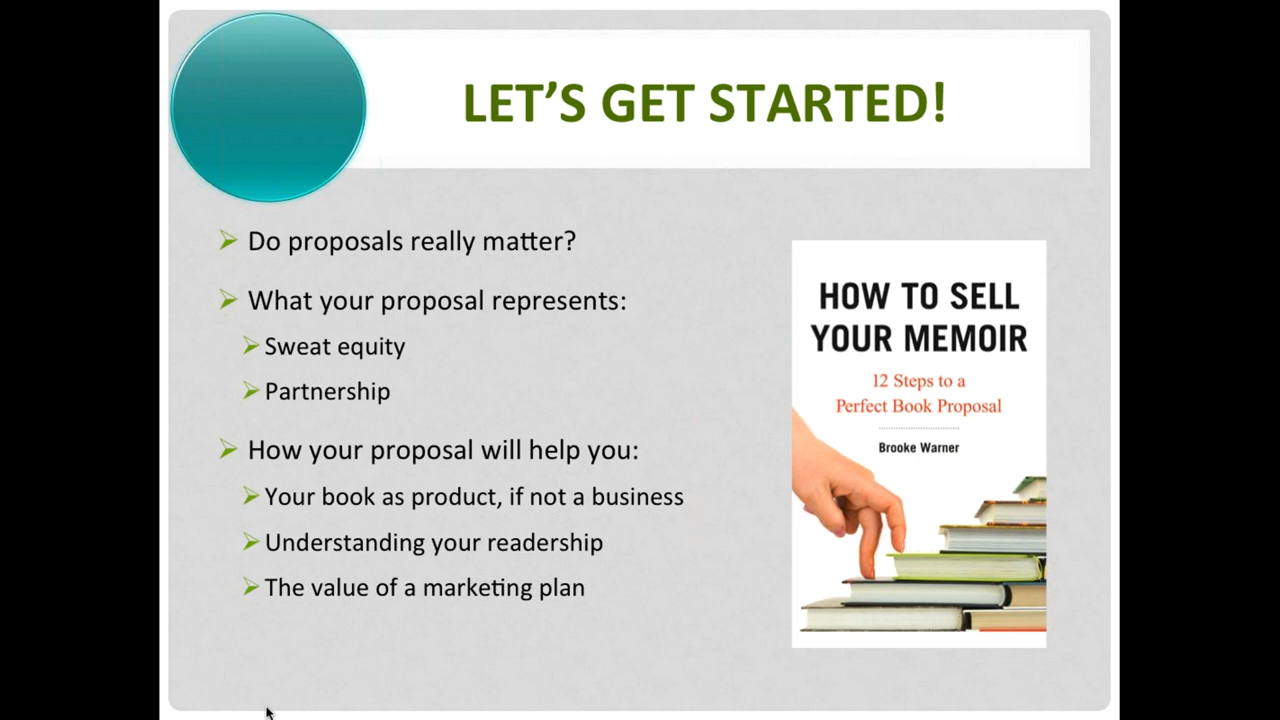 LET’S GET STARTED!
Do proposals really matter?
What your proposal represents:
Sweat equity
Partnership
How your proposal will help you:
Your book as product, if not a business
Understanding your readership
The value of a marketing plan
HOW TO SELL
YOUR MEMOIR
12 Steps to a
Perfect Book Proposal
Brooke Warner